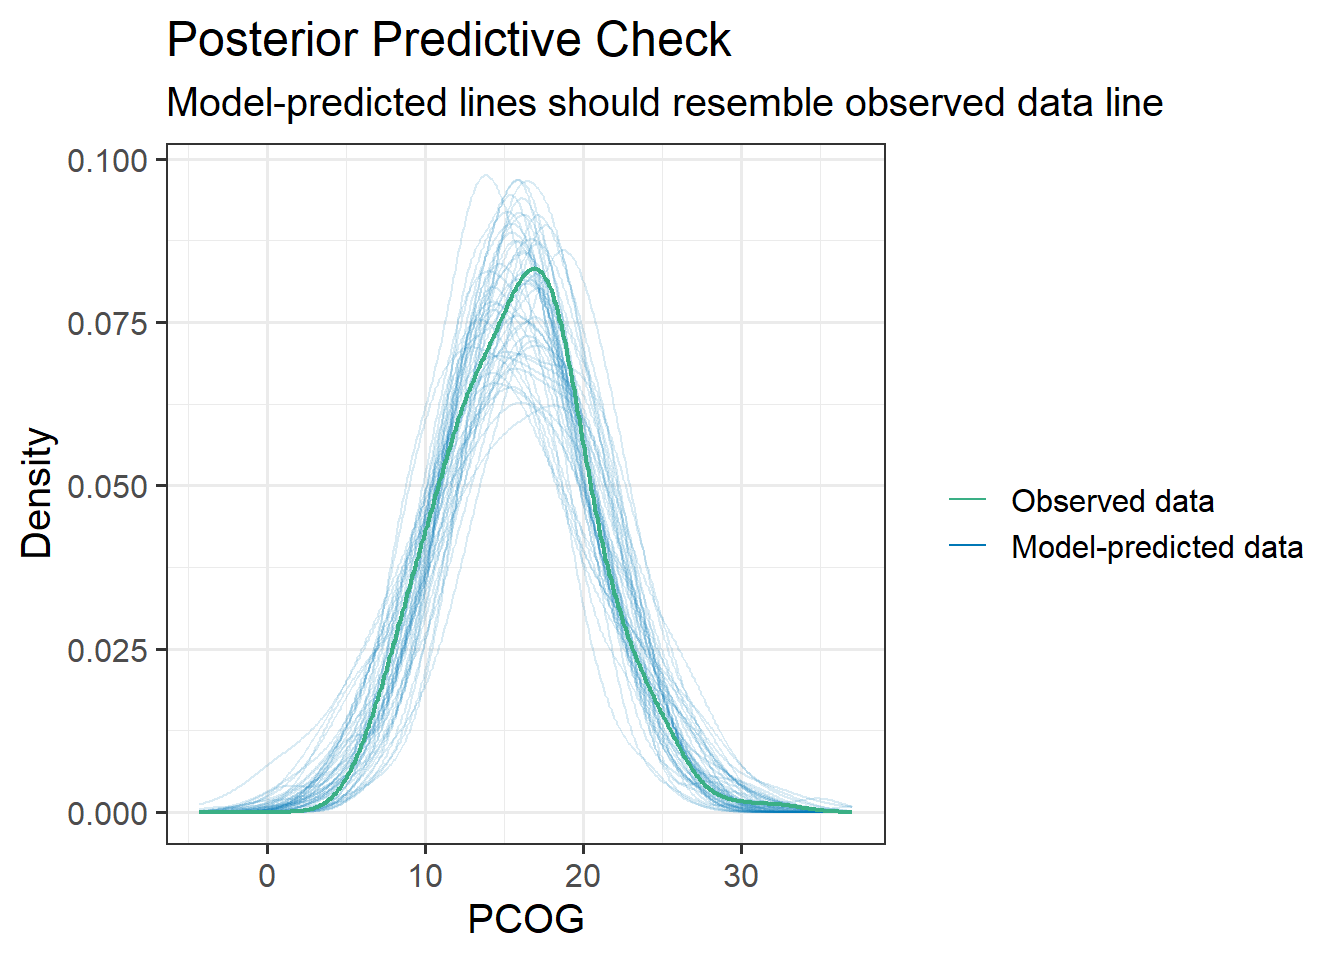 Posterior Predictive Check
Model-predicted lines should resemble observed data line
0.100
0.075
0.050
0.025
0.000
Density
0 10 20 30
PCOG
Observed data
Model-predicted data